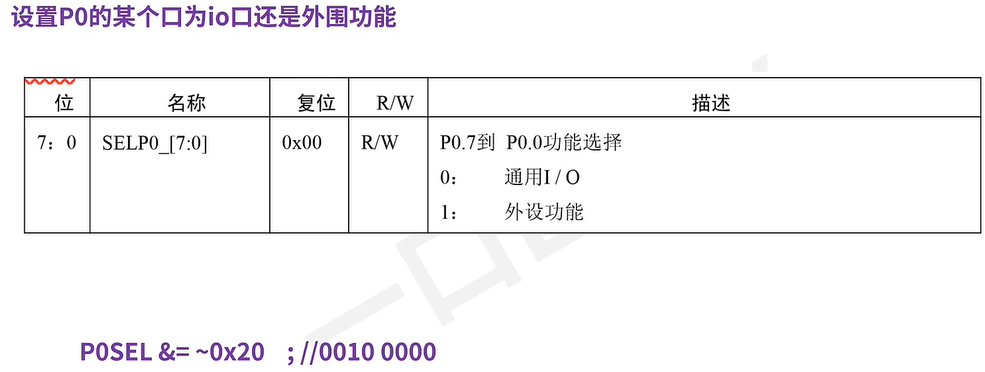 设置P0的某个口为io口还是外围功能
位 名称 复位 R/W 描述
7：0 SELP0_[7:0] 0x00 R/W P0.7到 P0.0功能选择
0： 通用I / O
1： 外设功能
P0SEL &= ~0x20 ; //0010 0000